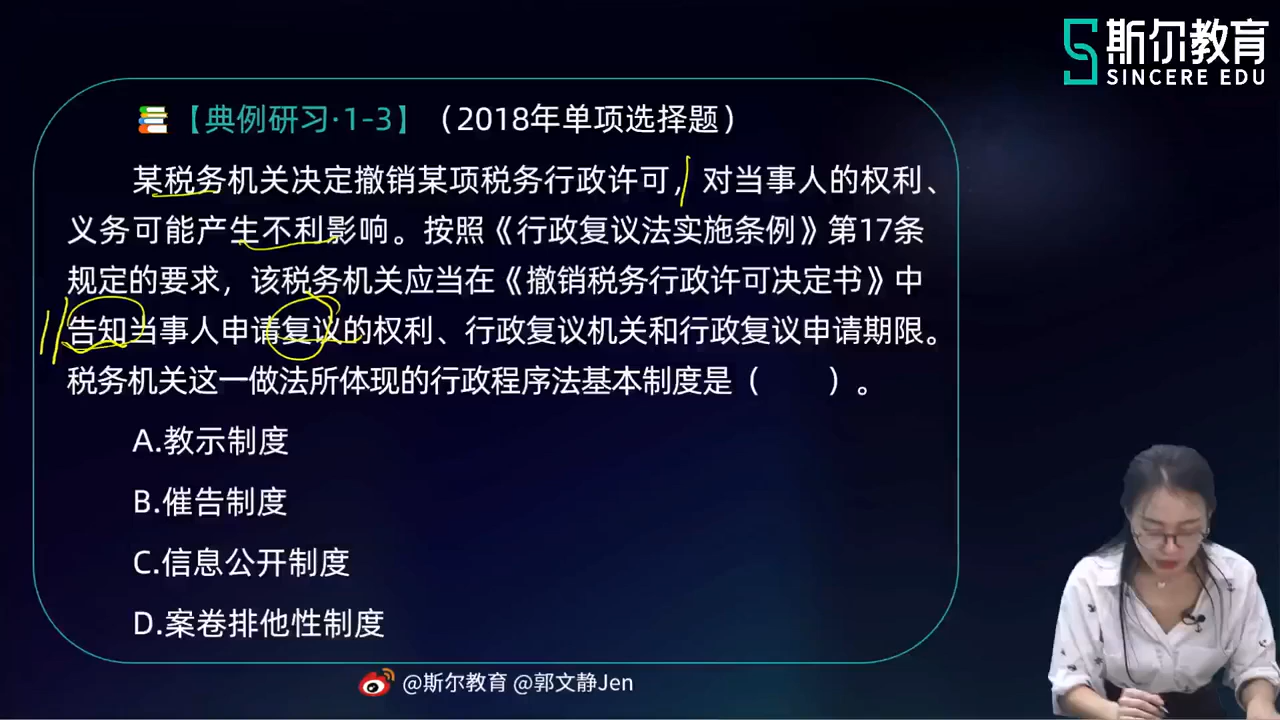 斯尔教育
SINCERE EDU
【典例研习·1-3】（2018年单项选择题）
某税务机关决定撤销某项税务行政许可，对当事人的权利、
义务可能产生不利影响。按照《行政复议法实施条例》第17条
规定的要求，该税务机关应当在《撤销税务行政许可决定书》中
告知当事人申请复议的权利、行政复议机关和行政复议申请期限。
税务机关这一做法所体现的行政程序法基本制度是（　　）。
A.教示制度
B.催告制度
C.信息公开制度
D.案卷排他性制度
@斯尔教育 @郭文静Jen